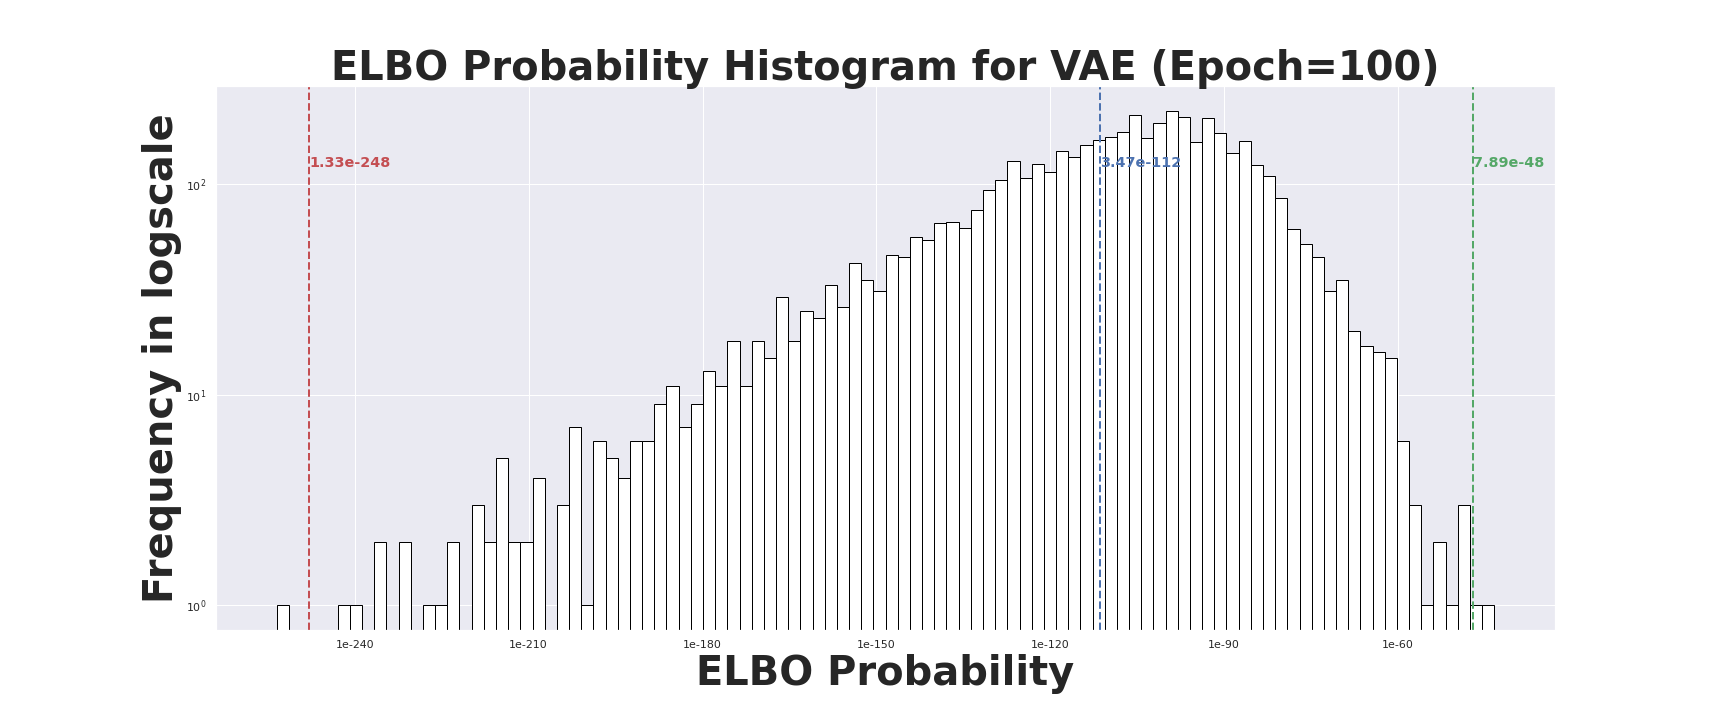 ELBO Probability Histogram for VAE (Epoch=100)
Frequency in logscale
10²
10¹
10⁰
1.33e-248
3.47e-112
7.89e-48
1e-240
1e-210
1e-180
1e-150
1e-120
1e-90
1e-60
ELBO Probability